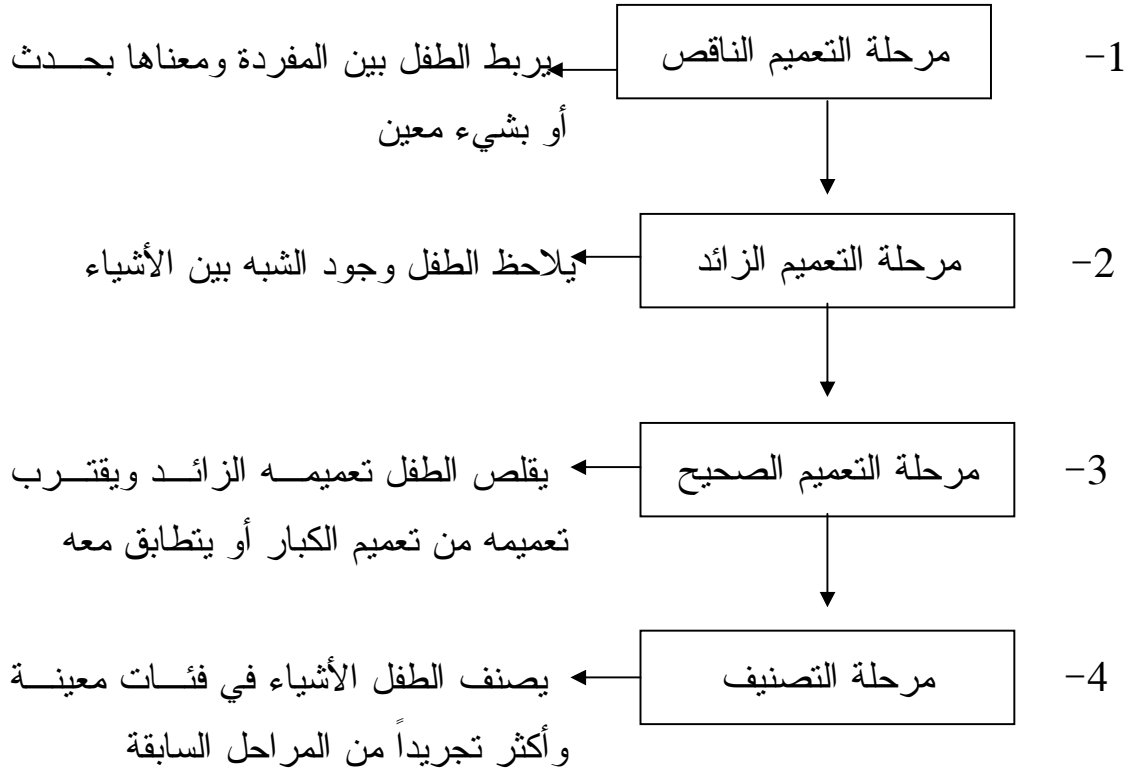 1- مرحلة التعميم الناقص يربط الطفل بين المفردة ومعناها بحدث
أو بشيء معين
2- مرحلة التعميم الزائد يلاحظ الطفل وجود الشبه بين الأشياء
3- مرحلة التعميم الصحيح يقلص الطفل تعميمه الزائد ويقترب
تعميمه من تعميم الكبار أو يتطابق معه
4- مرحلة التصنيف يصنف الطفل الأشياء في فئات معينة
وأكثر تجريداً من المراحل السابقة